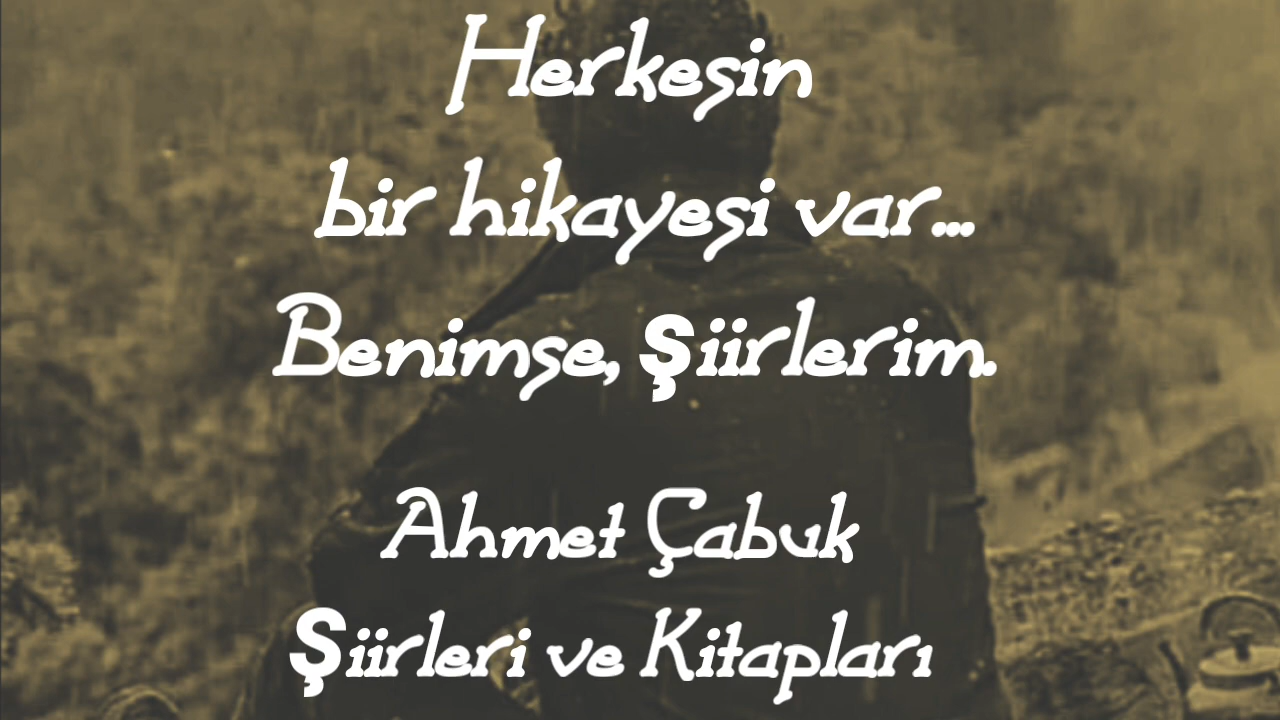 Herkesin
bir hikayesi var...
Benimse, Şiirlerim.
Ahmet Çabuk
Şiirleri ve Kitapları